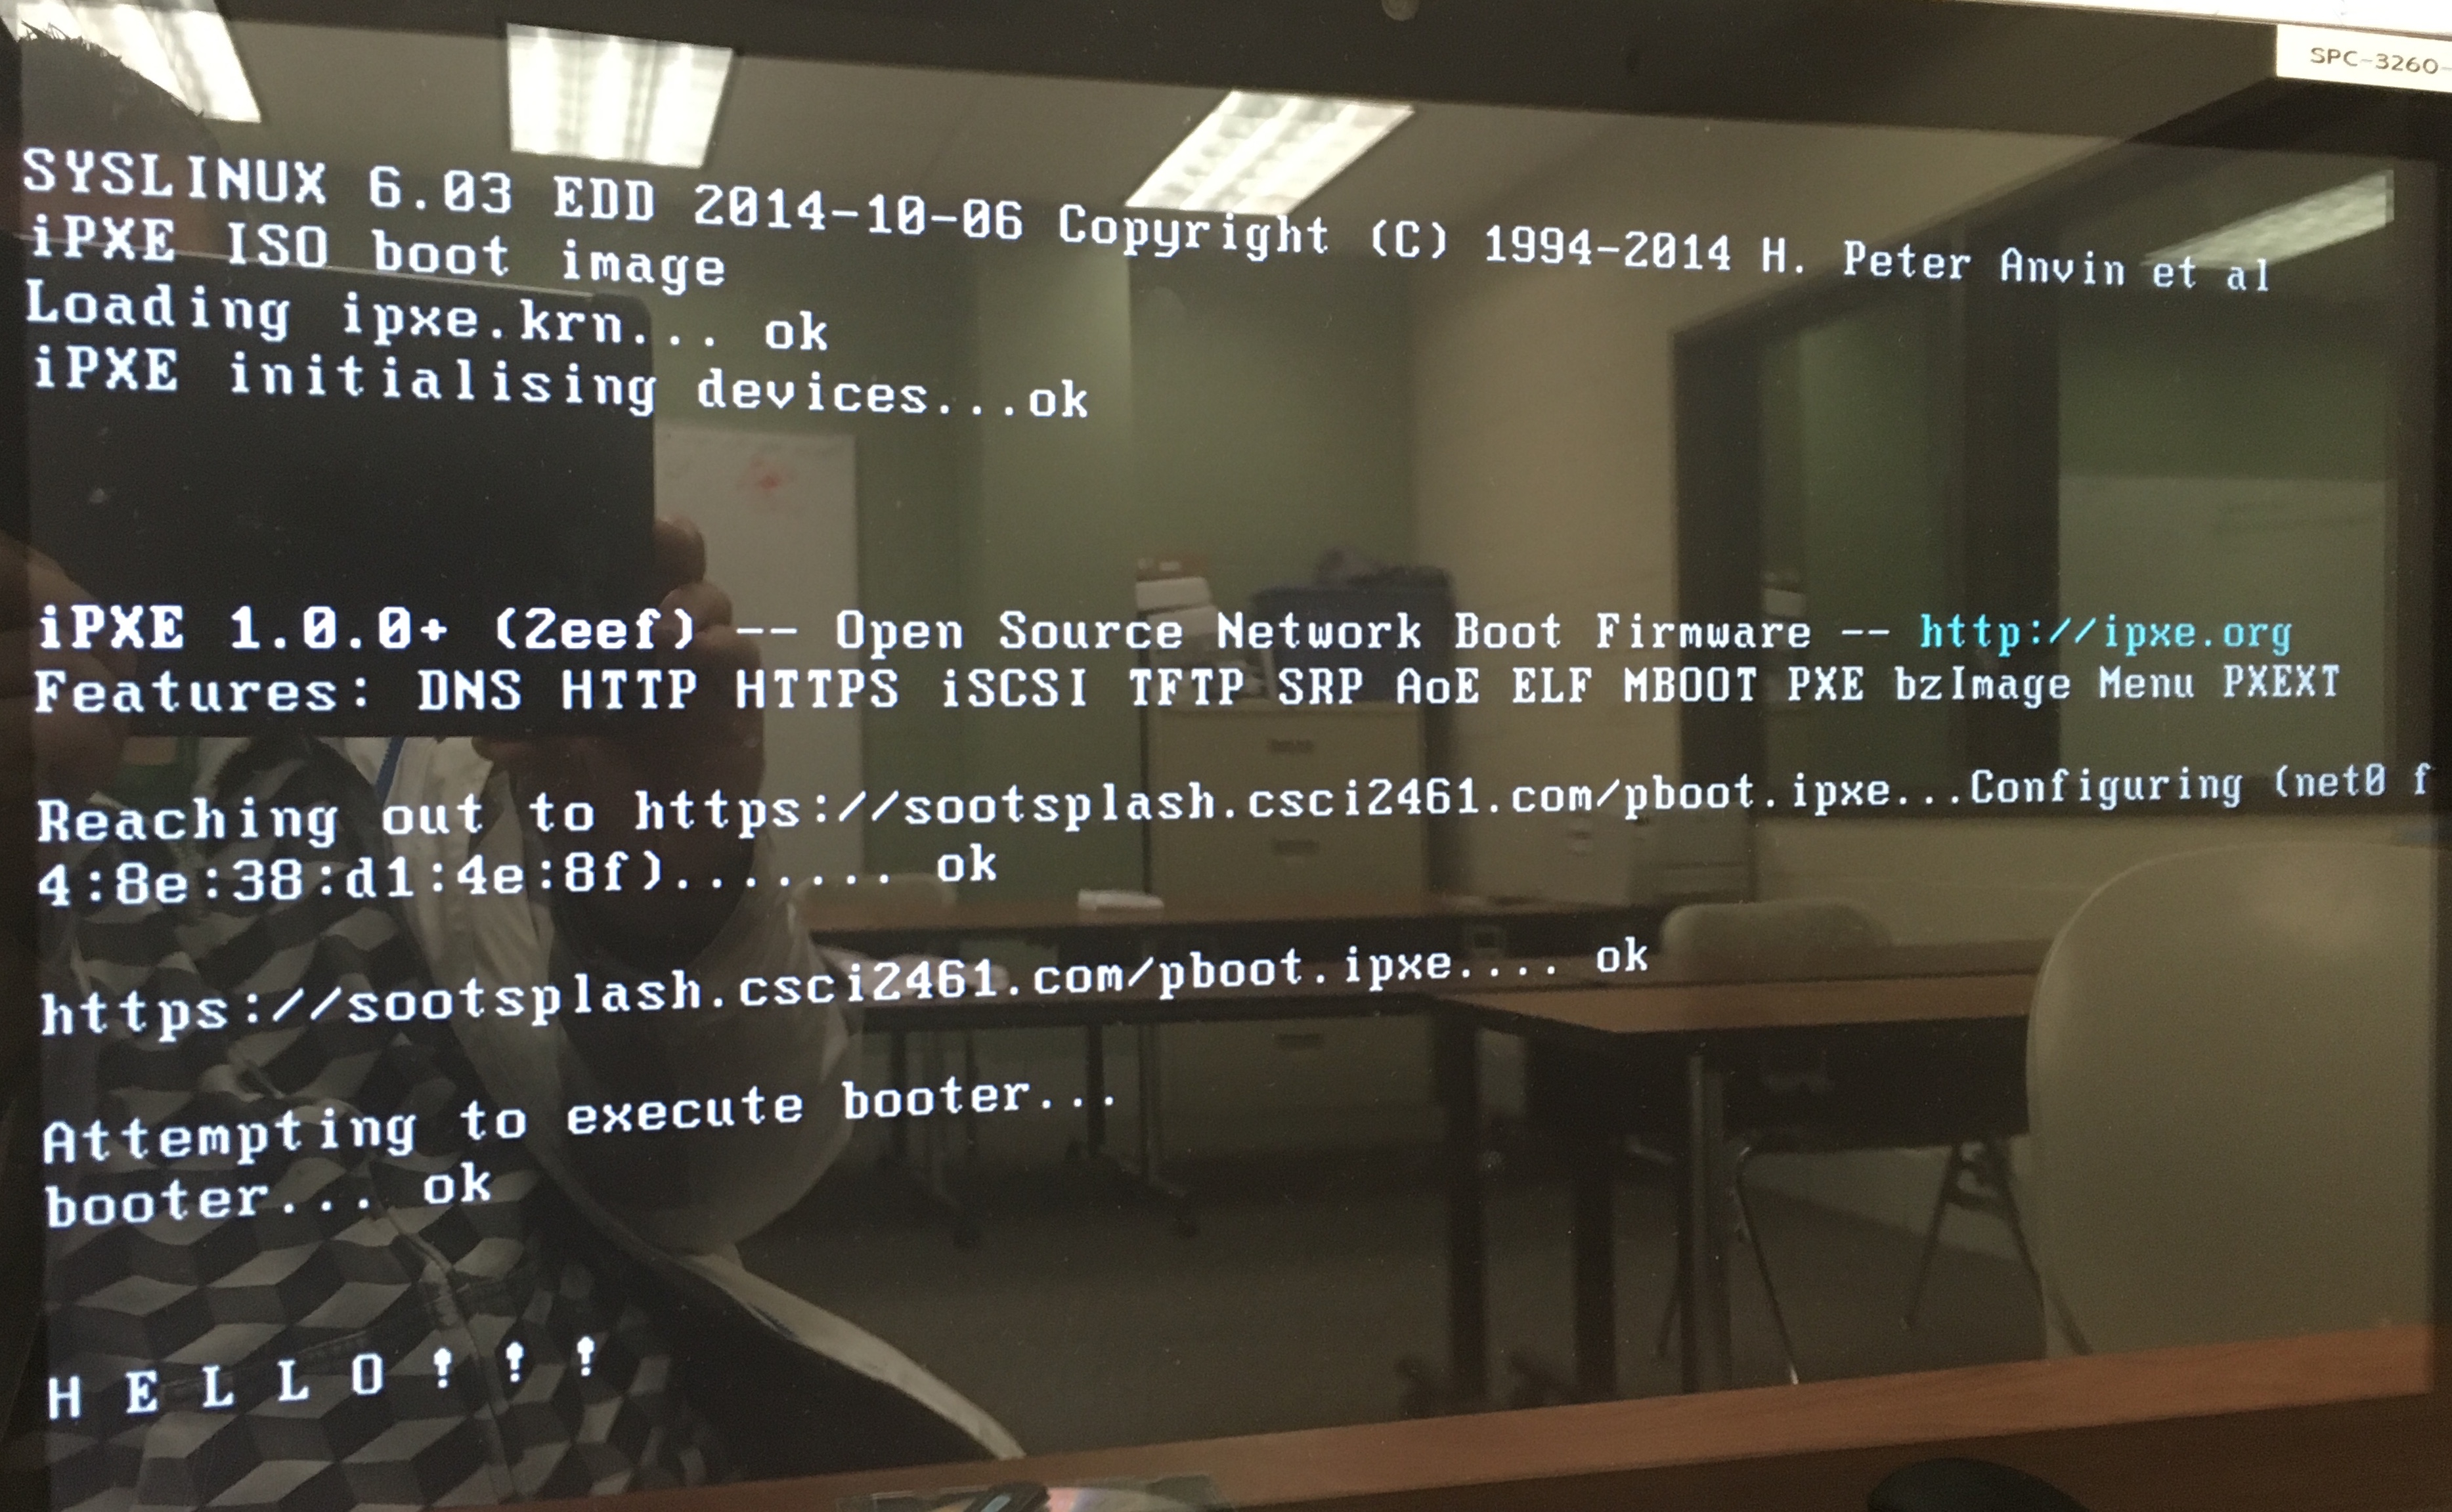 SPC-3260-
SYSLINUX 6.03 EDD 2014-10-06 Copyright (C) 1994-2014 H. Peter Anvin et al
iPXE ISO boot image
Loading ipxe.krn... ok
iPXE initialising devices...ok
iPXE 1.0.0+ (2eef) -- Open Source Network Boot Firmware -- http://ipxe.org
Features: DNS HTTP HTTPS iSCSI TFTP SRP AoE ELF MBOOT PXE bzImage Menu PXEXT
Reaching out to https://sootsplash.csci2461.com/pboot.ipxe...Configuring (net0 f
4:8e:38:d1:4e:8f)....... ok
https://sootsplash.csci2461.com/pboot.ipxe.... ok
Attempting to execute booter...
booter... ok
H E L L O ! ! !